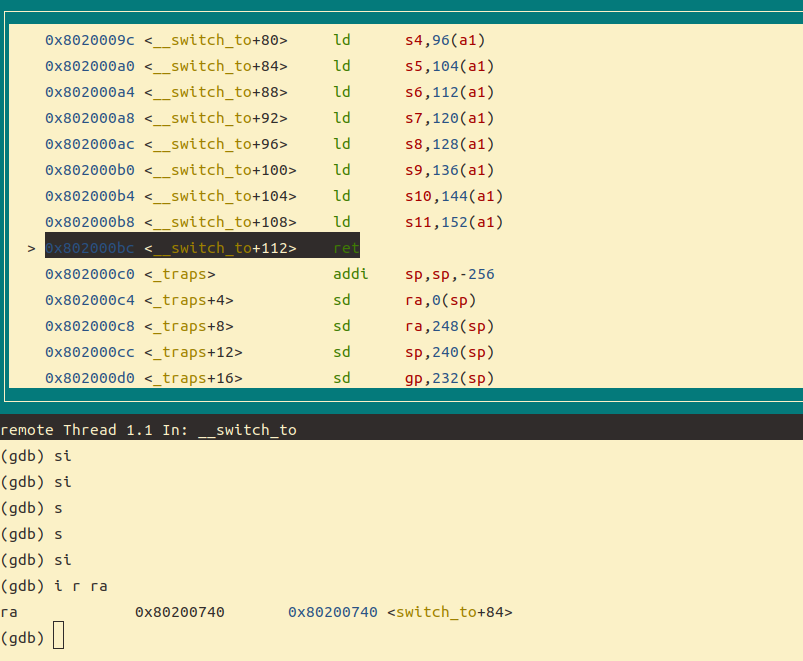 0x8020009c <__switch_to+80> ld s4,96(a1)
0x802000a0 <__switch_to+84> ld s5,104(a1)
0x802000a4 <__switch_to+88> ld s6,112(a1)
0x802000a8 <__switch_to+92> ld s7,120(a1)
0x802000ac <__switch_to+96> ld s8,128(a1)
0x802000b0 <__switch_to+100> ld s9,136(a1)
0x802000b4 <__switch_to+104> ld s10,144(a1)
0x802000b8 <__switch_to+108> ld s11,152(a1)
> 0x802000bc <__switch_to+112> ret
0x802000c0 <_traps> addi sp,sp,-256
0x802000c4 <_traps+4> sd ra,0(sp)
0x802000c8 <_traps+8> sd ra,248(sp)
0x802000cc <_traps+12> sd sp,240(sp)
0x802000d0 <_traps+16> sd gp,232(sp)
remote Thread 1.1 In: __switch_to
(gdb) si
(gdb) si
(gdb) s
(gdb) s
(gdb) si
(gdb) i r ra
ra 0x80200740 0x80200740 <switch_to+84>
(gdb)